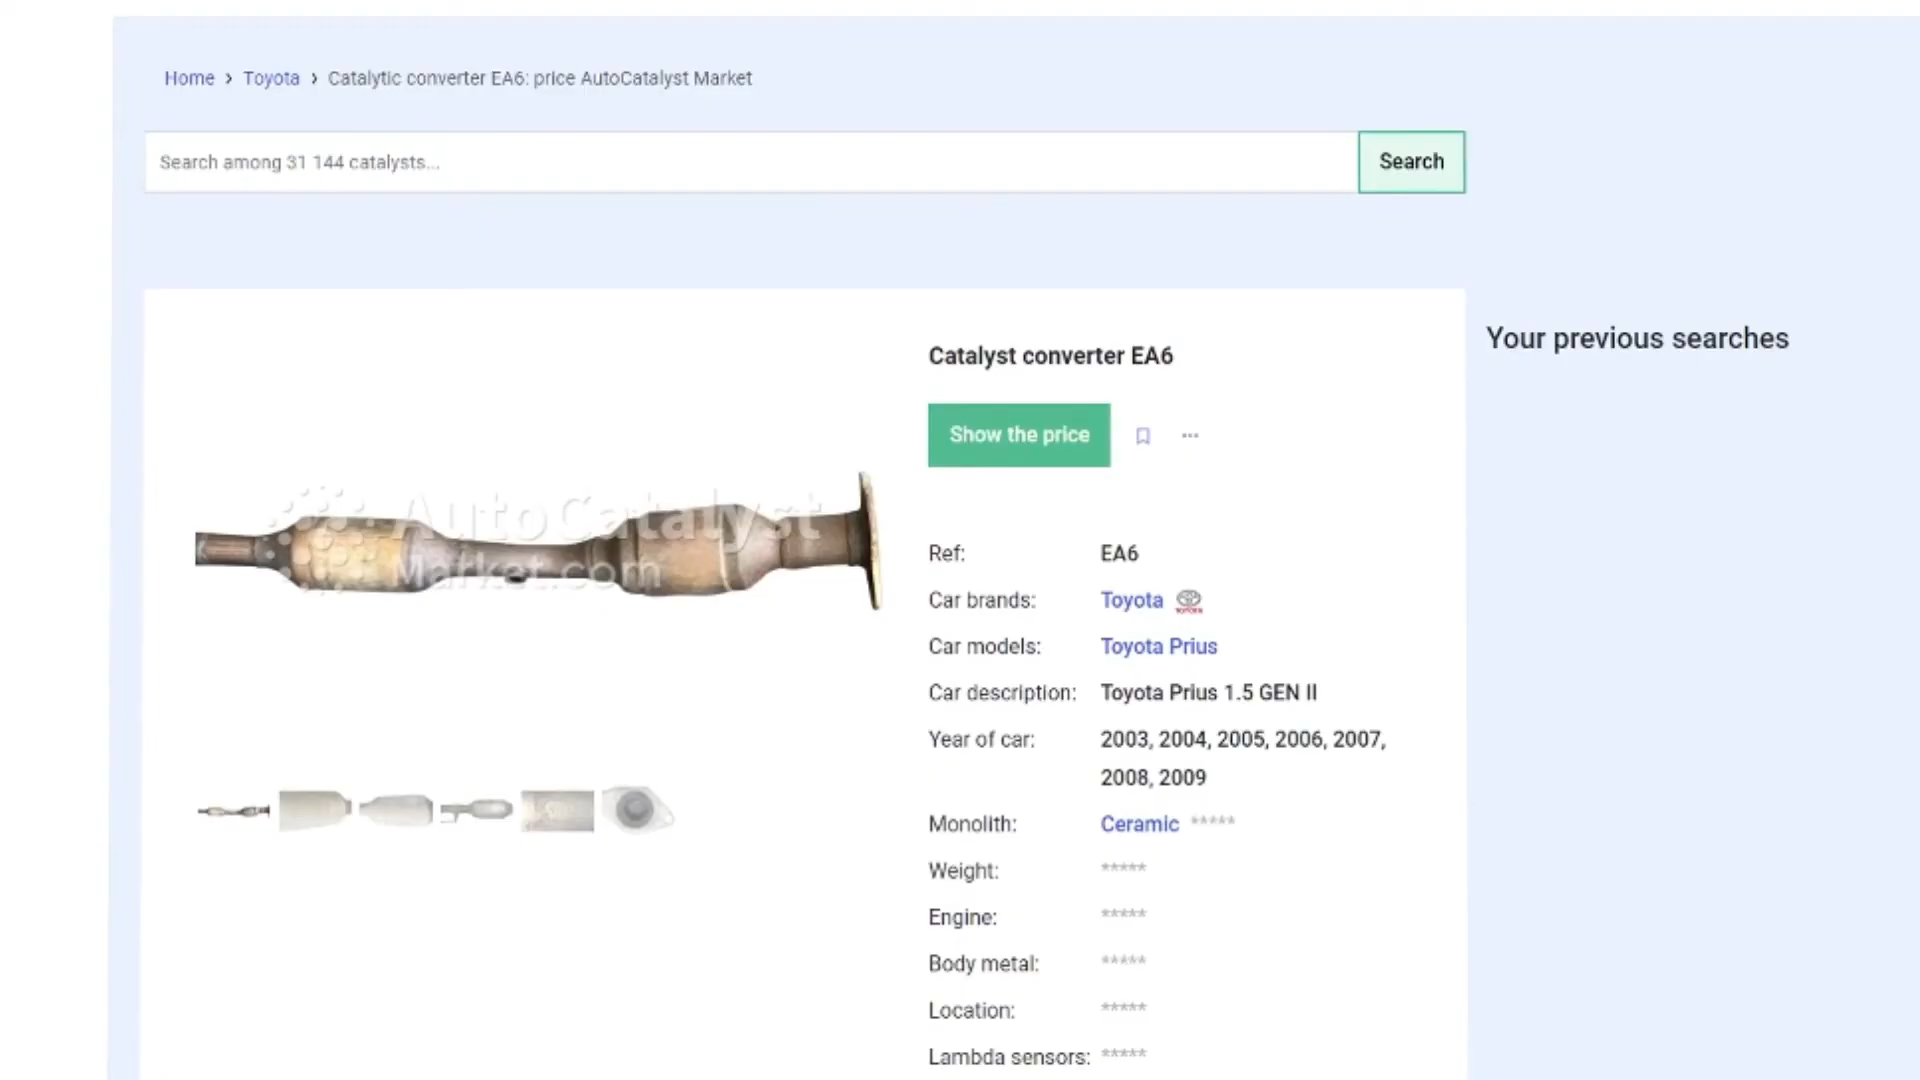 Home › Toyota › Catalytic converter EA6: price AutoCatalyst Market
Search among 31 144 catalysts...
Search
Your previous searches
Catalyst converter EA6
Show the price
AutoCatalyst
Market.com
Ref: EA6
Car brands: Toyota
Car models: Toyota Prius
Car description: Toyota Prius 1.5 GEN II
Year of car: 2003, 2004, 2005, 2006, 2007,
2008, 2009
Monolith: Ceramic *****
Weight: *****
Engine: *****
Body metal: *****
Location: *****
Lambda sensors: *****